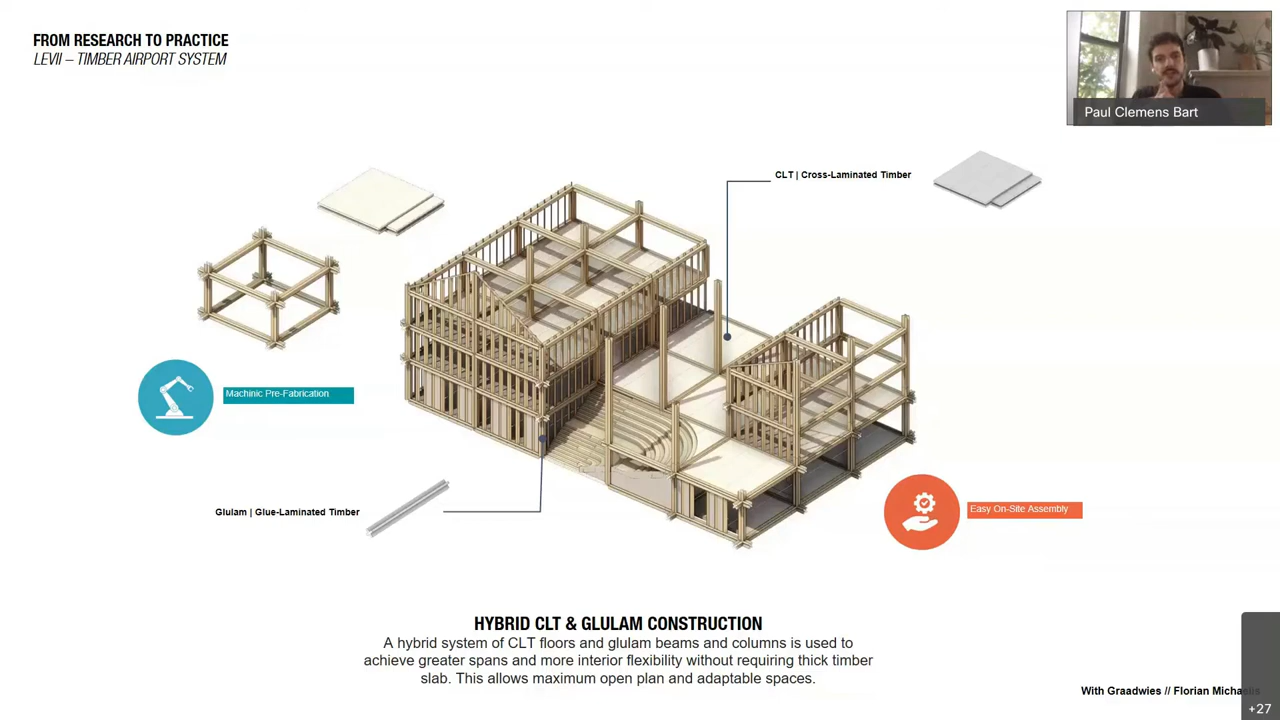 FROM RESEARCH TO PRACTICE
LEVII – TIMBER AIRPORT SYSTEM
Paul Clemens Bart
CLT | Cross-Laminated Timber
Machinic Pre-Fabrication
Glulam | Glue-Laminated Timber
Easy On-Site Assembly
HYBRID CLT & GLULAM CONSTRUCTION
A hybrid system of CLT floors and glulam beams and columns is used to
achieve greater spans and more interior flexibility without requiring thick timber
slab. This allows maximum open plan and adaptable spaces.
With Graadwies // Florian Michaelis
+27